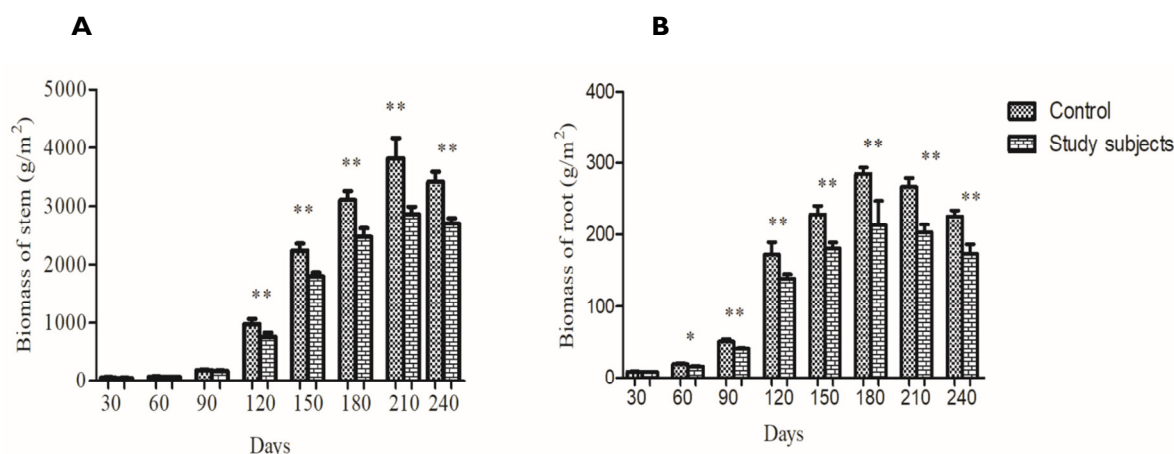 A
B
Biomass of stem (g/m²)
5000
4000
3000
2000
1000
0
** ** ** ** **
30 60 90 120 150 180 210 240
Days
Biomass of root (g/m²)
400
300
200
100
0
* ** ** ** ** ** **
30 60 90 120 150 180 210 240
Days
Control
Study subjects